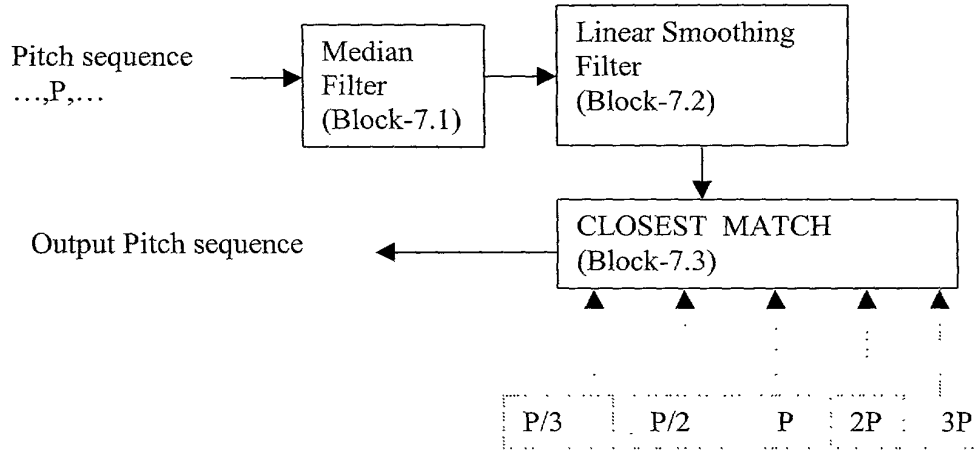 Pitch sequence
…,P,…
Median
Filter
(Block-7.1)
Linear Smoothing
Filter
(Block-7.2)
CLOSEST MATCH
(Block-7.3)
Output Pitch sequence
P/3 P/2 P 2P 3P